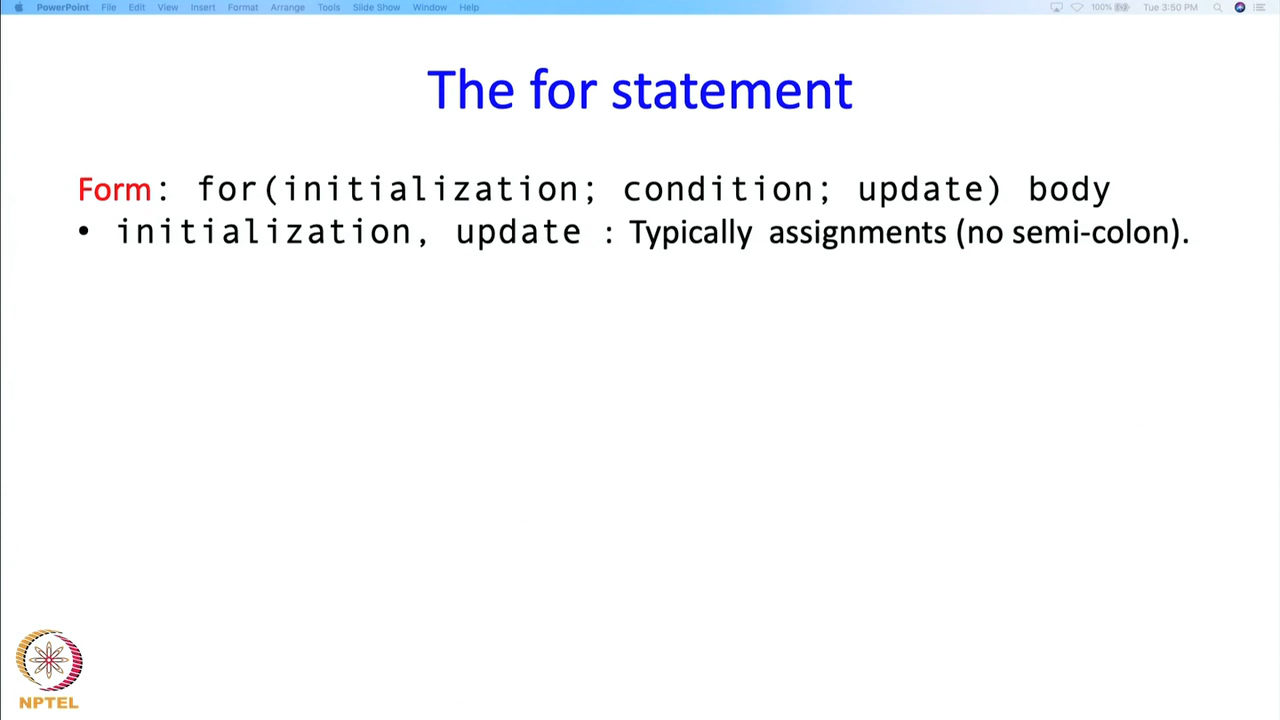 PowerPoint File Edit View Insert Format Arrange Tools Slide Show Window Help 100% Tue 3:50 PM
The for statement
Form: for(initialization; condition; update) body
• initialization, update : Typically assignments (no semi-colon).
NPTEL